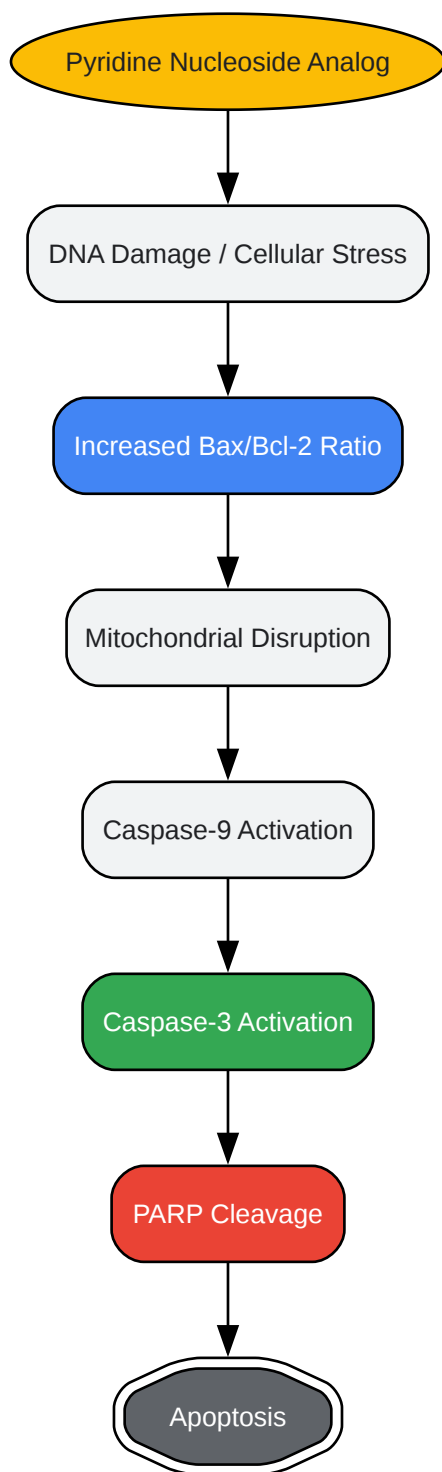 Pyridine Nucleoside Analog
DNA Damage / Cellular Stress
Increased Bax/Bcl-2 Ratio
Mitochondrial Disruption
Caspase-9 Activation
Caspase-3 Activation
PARP Cleavage
Apoptosis